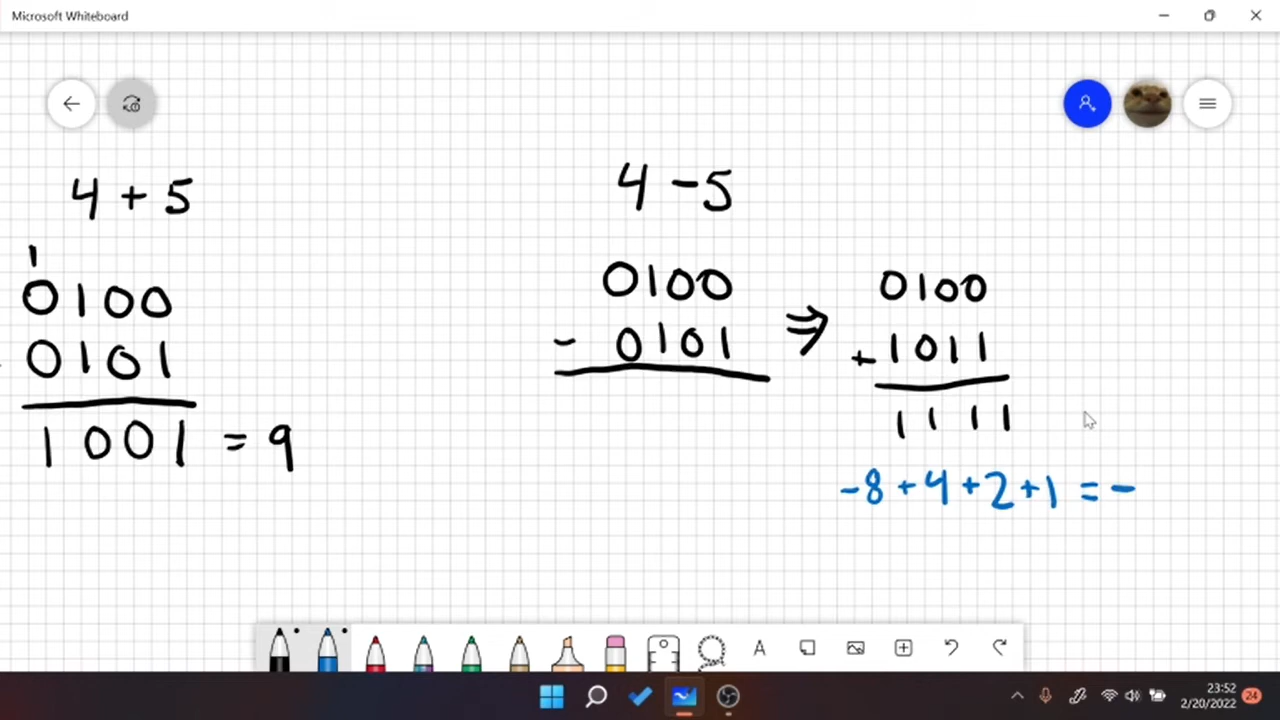 Microsoft Whiteboard
4 + 5
1
0100
0101
1001 = 9
4 - 5
0100
- 0101
⇒
0100
+ 1011
1111
-8 + 4 + 2 + 1 = -
A
23:52
2/20/2022
24